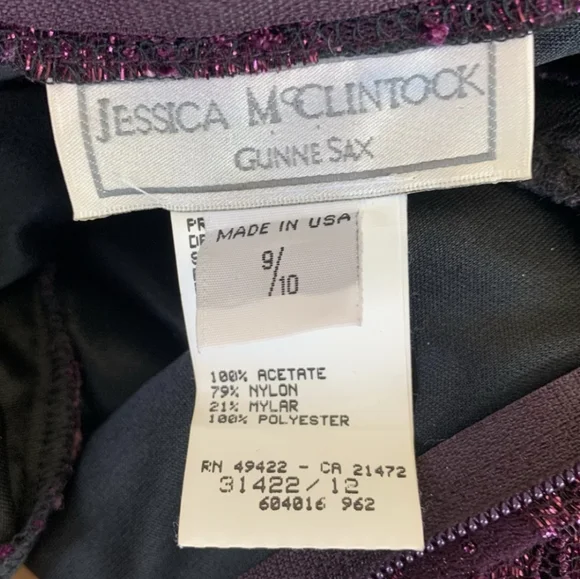 JESSICA McCLINTOCK
GUNNE SAX
MADE IN USA
9/10
100% ACETATE
79% NYLON
21% MYLAR
100% POLYESTER
RN 49422 - CA 21472
31422/12
604016 962